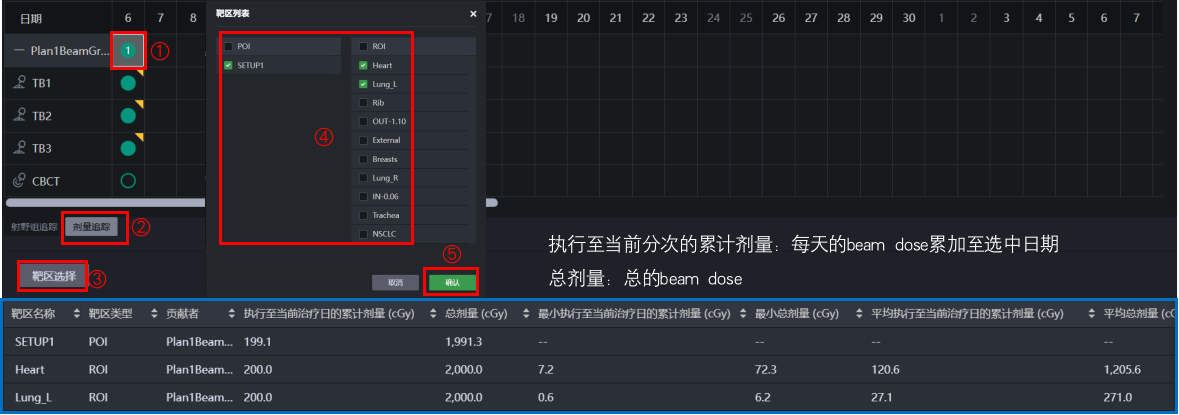 日期 6 7 8
靶区列表 ×
7 18 19 20 21 22 23 24 25 26 27 28 29 30 1 2 3 4 5 6 7
Plan1BeamGr... 1 ①
TB1
TB2
TB3
CBCT
POI
SETUP1
ROI
Heart
Lung_L
Rib
OUT-1.10
External
Breasts
Lung_R
IN-0.06
Trachea
NSCLC
④
射野组追踪 剂量追踪 ②
靶区选择 ③
⑤
取消 确认
执行至当前分次的累计剂量：每天的beam dose累加至选中日期
总剂量：总的beam dose
靶区名称 靶区类型 贡献者 执行至当前治疗日的累计剂量 (cGy) 总剂量 (cGy) 最小执行至当前治疗日的累计剂量 (cGy) 最小总剂量 (cGy) 平均执行至当前治疗日的累计剂量 (cGy) 平均总剂量 (cG
SETUP1 POI Plan1Beam... 199.1 1,991.3 -- -- -- --
Heart ROI Plan1Beam... 200.0 2,000.0 7.2 72.3 120.6 1,205.6
Lung_L ROI Plan1Beam... 200.0 2,000.0 0.6 6.2 27.1 271.0